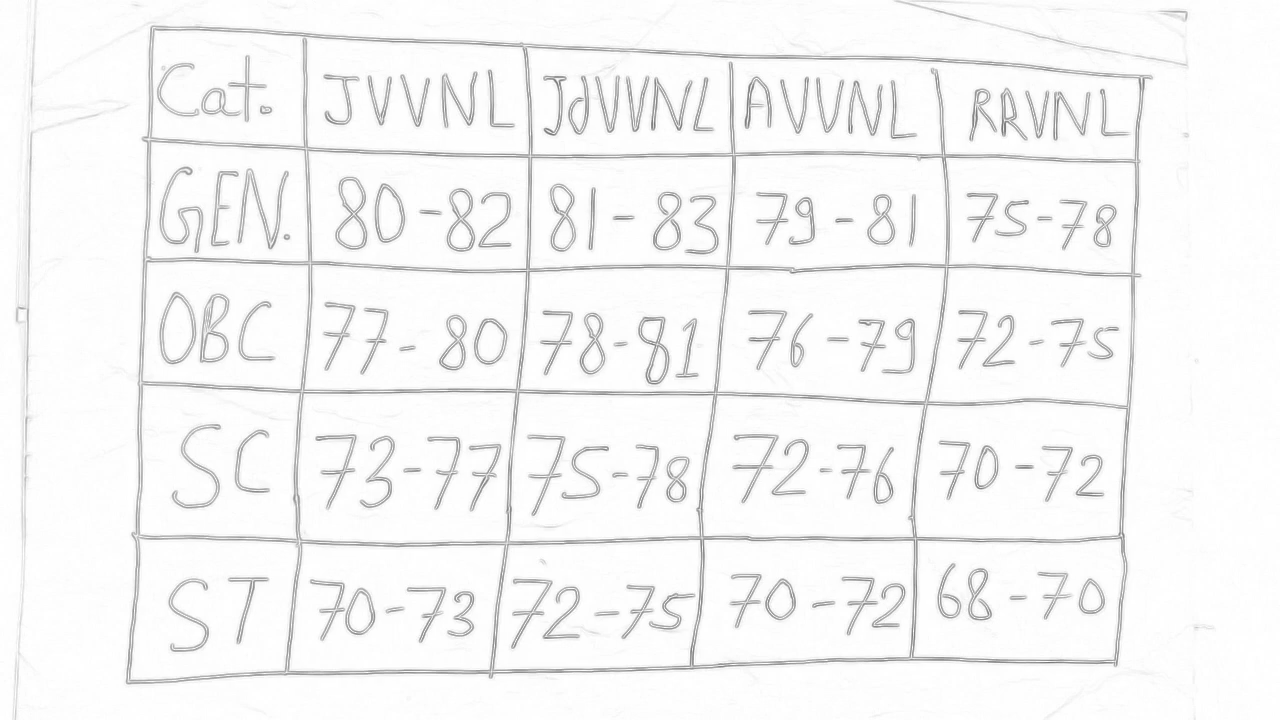 Cat. JVVNL JdVVNL AVVNL RRVNL
GEN. 80-82 81-83 79-81 75-78
OBC 77-80 78-81 76-79 72-75
SC 73-77 75-78 72-76 70-72
ST 70-73 72-75 70-72 68-70